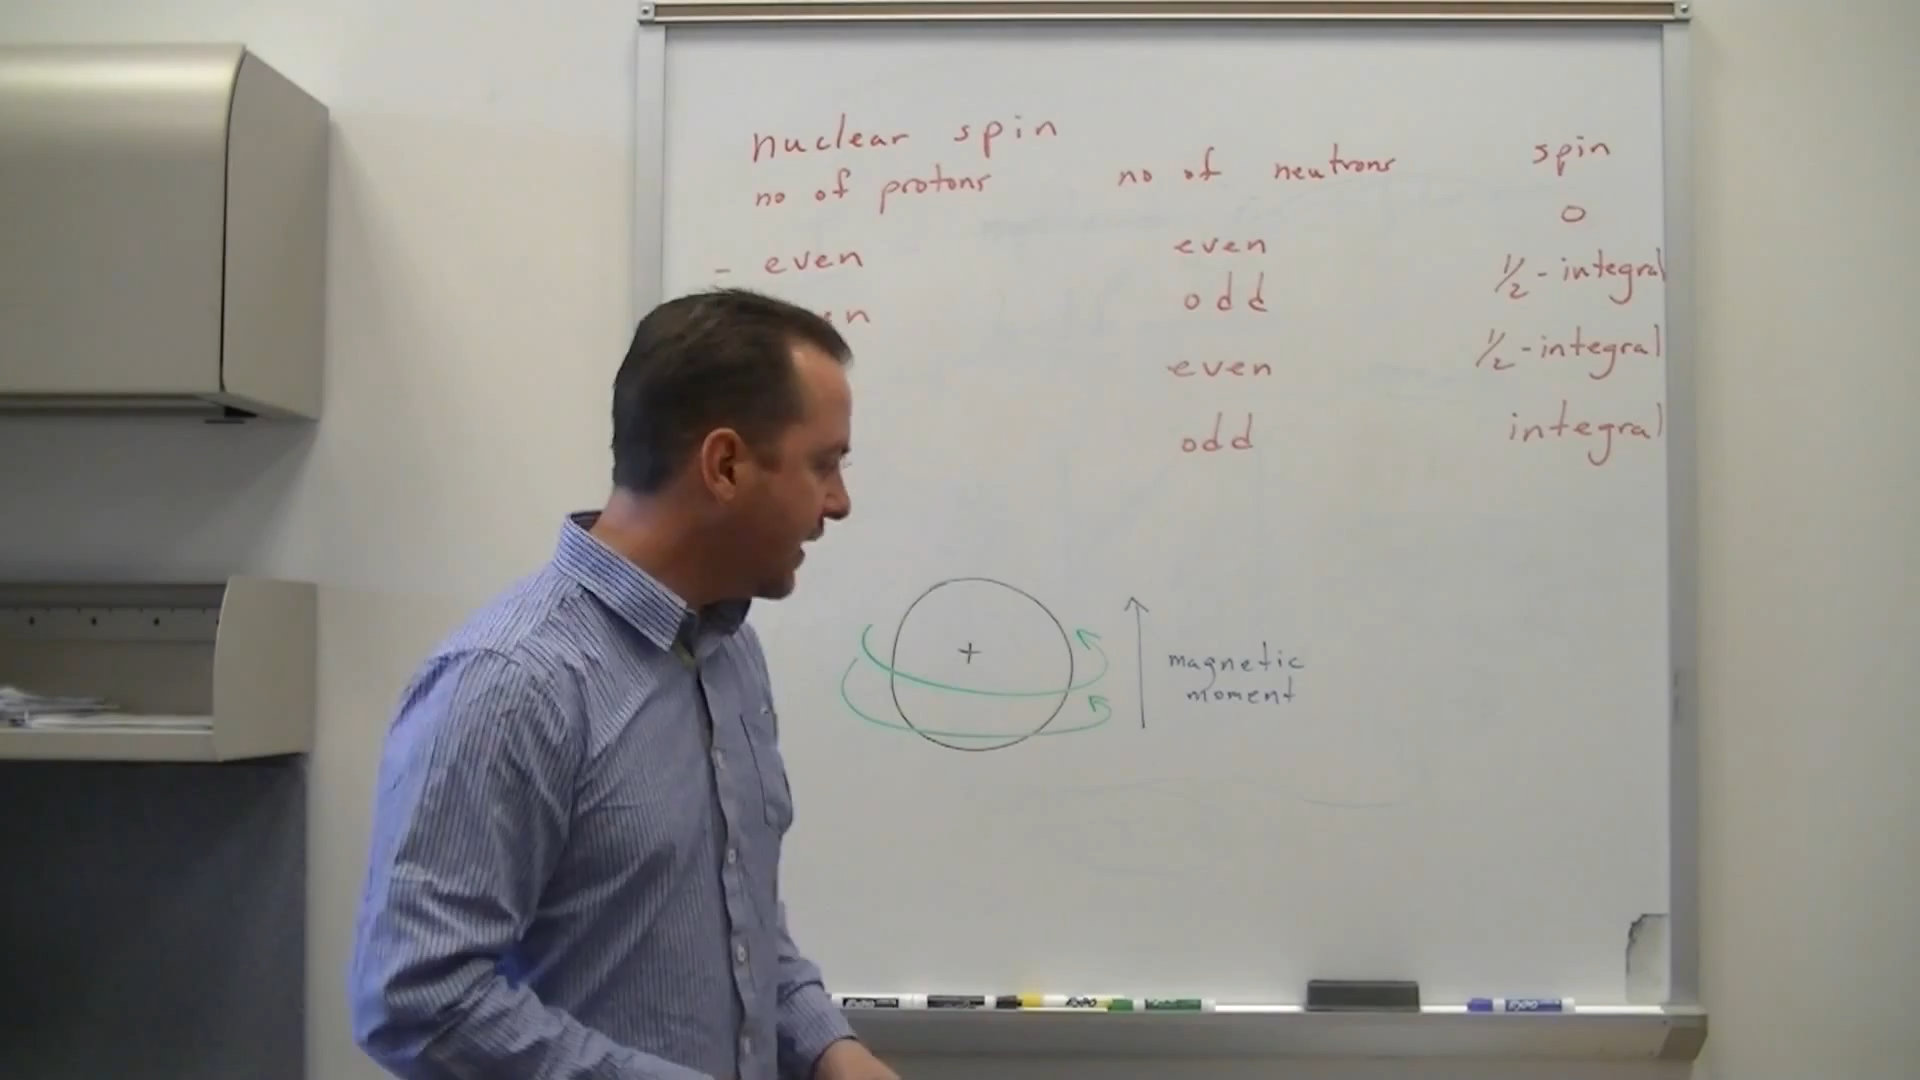 nuclear spin
no of protons no of neutrons spin
0
- even even
odd 1/2-integral
even 1/2-integral
odd integral
+
magnetic
moment